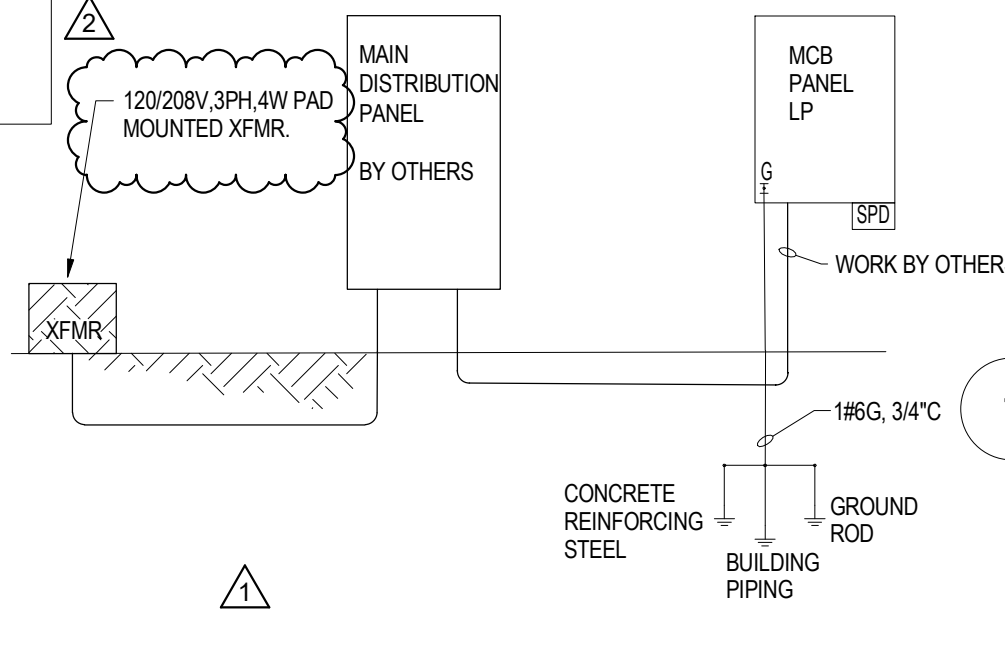 2
120/208V,3PH,4W PAD
MOUNTED XFMR.
MAIN
DISTRIBUTION
PANEL
BY OTHERS
MCB
PANEL
LP
G
SPD
WORK BY OTHER
XFMR
1#6G, 3/4"C
CONCRETE
REINFORCING
STEEL
GROUND
ROD
BUILDING
PIPING
1